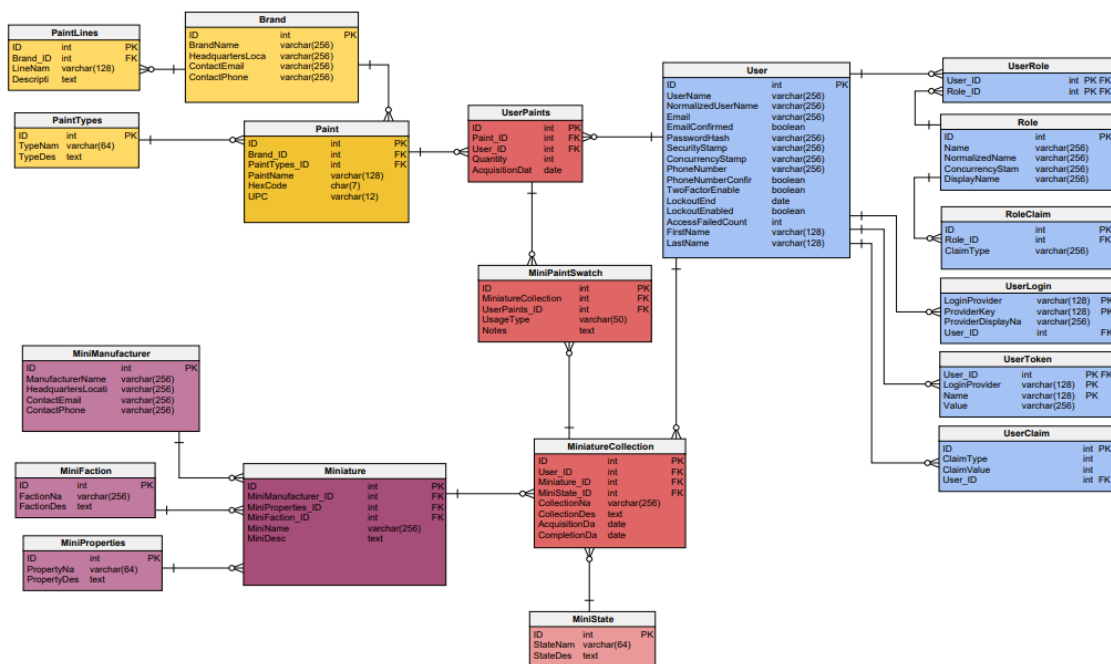 Brand
ID int PK
BrandName varchar(256)
HeadquartersLoca varchar(256)
ContactEmail varchar(256)
ContactPhone varchar(256)
PaintLines
ID int PK
Brand_ID int FK
LineNam varchar(128)
Descripti text
PaintTypes
ID int PK
TypeNam varchar(64)
TypeDes text
Paint
ID int PK
Brand_ID int FK
PaintTypes_ID int FK
PaintName varchar(128)
HexCode char(7)
UPC varchar(12)
UserPaints
ID int PK
Paint_ID int FK
User_ID int FK
Quantity int
AcquisitionDat date
User
ID int PK
UserName varchar(256)
NormalizedUserName varchar(256)
Email varchar(256)
EmailConfirmed boolean
PasswordHash varchar(256)
SecurityStamp varchar(256)
ConcurrencyStamp varchar(256)
PhoneNumber varchar(256)
PhoneNumberConfir boolean
TwoFactorEnable boolean
LockoutEnd date
LockoutEnabled boolean
AccessFailedCount int
FirstName varchar(128)
LastName varchar(128)
UserRole
User_ID int PK FK
Role_ID int PK FK
Role
ID int PK
Name varchar(256)
NormalizedName varchar(256)
ConcurrencyStam varchar(256)
DisplayName varchar(256)
RoleClaim
ID int PK
Role_ID int FK
ClaimType varchar(256)
UserLogin
LoginProvider varchar(128) PK
ProviderKey varchar(128) PK
ProviderDisplayNa varchar(256)
User_ID int FK
UserToken
User_ID int PK FK
LoginProvider varchar(128) PK
Name varchar(128) PK
Value varchar(256)
UserClaim
ID int PK
ClaimType int
ClaimValue int
User_ID int FK
MiniPaintSwatch
ID int PK
MiniatureCollection int FK
UserPaints_ID int FK
UsageType varchar(50)
Notes text
MiniManufacturer
ID int PK
ManufacturerName varchar(256)
HeadquartersLocati varchar(256)
ContactEmail varchar(256)
ContactPhone varchar(256)
MiniFaction
ID int PK
FactionNa varchar(256)
FactionDes text
MiniProperties
ID int PK
PropertyNa varchar(64)
PropertyDes text
Miniature
ID int PK
MiniManufacturer_ID int FK
MiniProperties_ID int FK
MiniFaction_ID int FK
MiniName varchar(256)
MiniDesc text
MiniatureCollection
ID int PK
User_ID int FK
Miniature_ID int FK
MiniState_ID int FK
CollectionNa varchar(256)
CollectionDes text
AcquisitionDa date
CompletionDa date
MiniState
ID int PK
StateNam varchar(64)
StateDes text